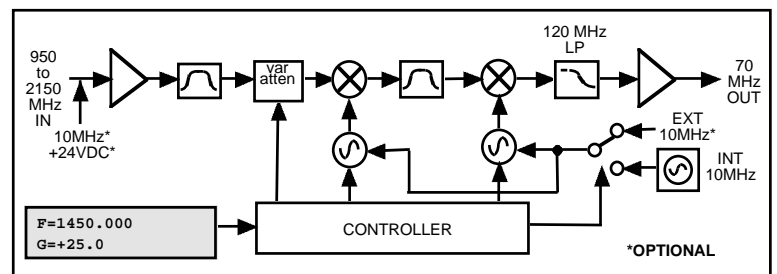 950
to
2150
MHz
IN
10MHz*
+24VDC*
var
atten
120 MHz
LP
70
MHz
OUT
EXT
10MHz*
INT
10MHz
F=1450.000
G=+25.0
CONTROLLER
*OPTIONAL